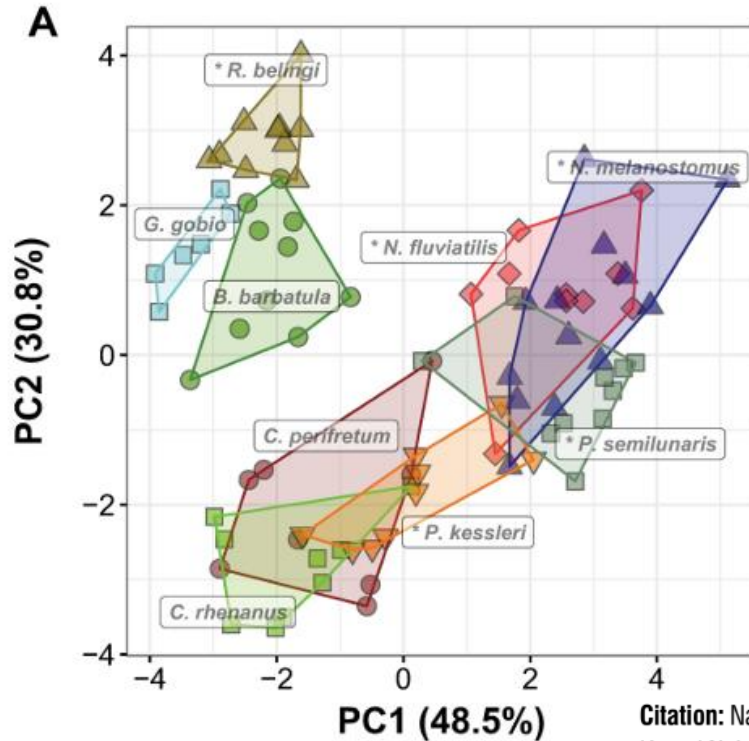 A
* R. belingi
* N. melanostomus
G. gobio
* N. fluviatilis
B. barbatula
C. perifretum
* P. semilunaris
* P. kessleri
C. rhenanus
PC2 (30.8%)
4
2
0
−2
−4
−4
−2
0
2
4
PC1 (48.5%)
Citation: Na